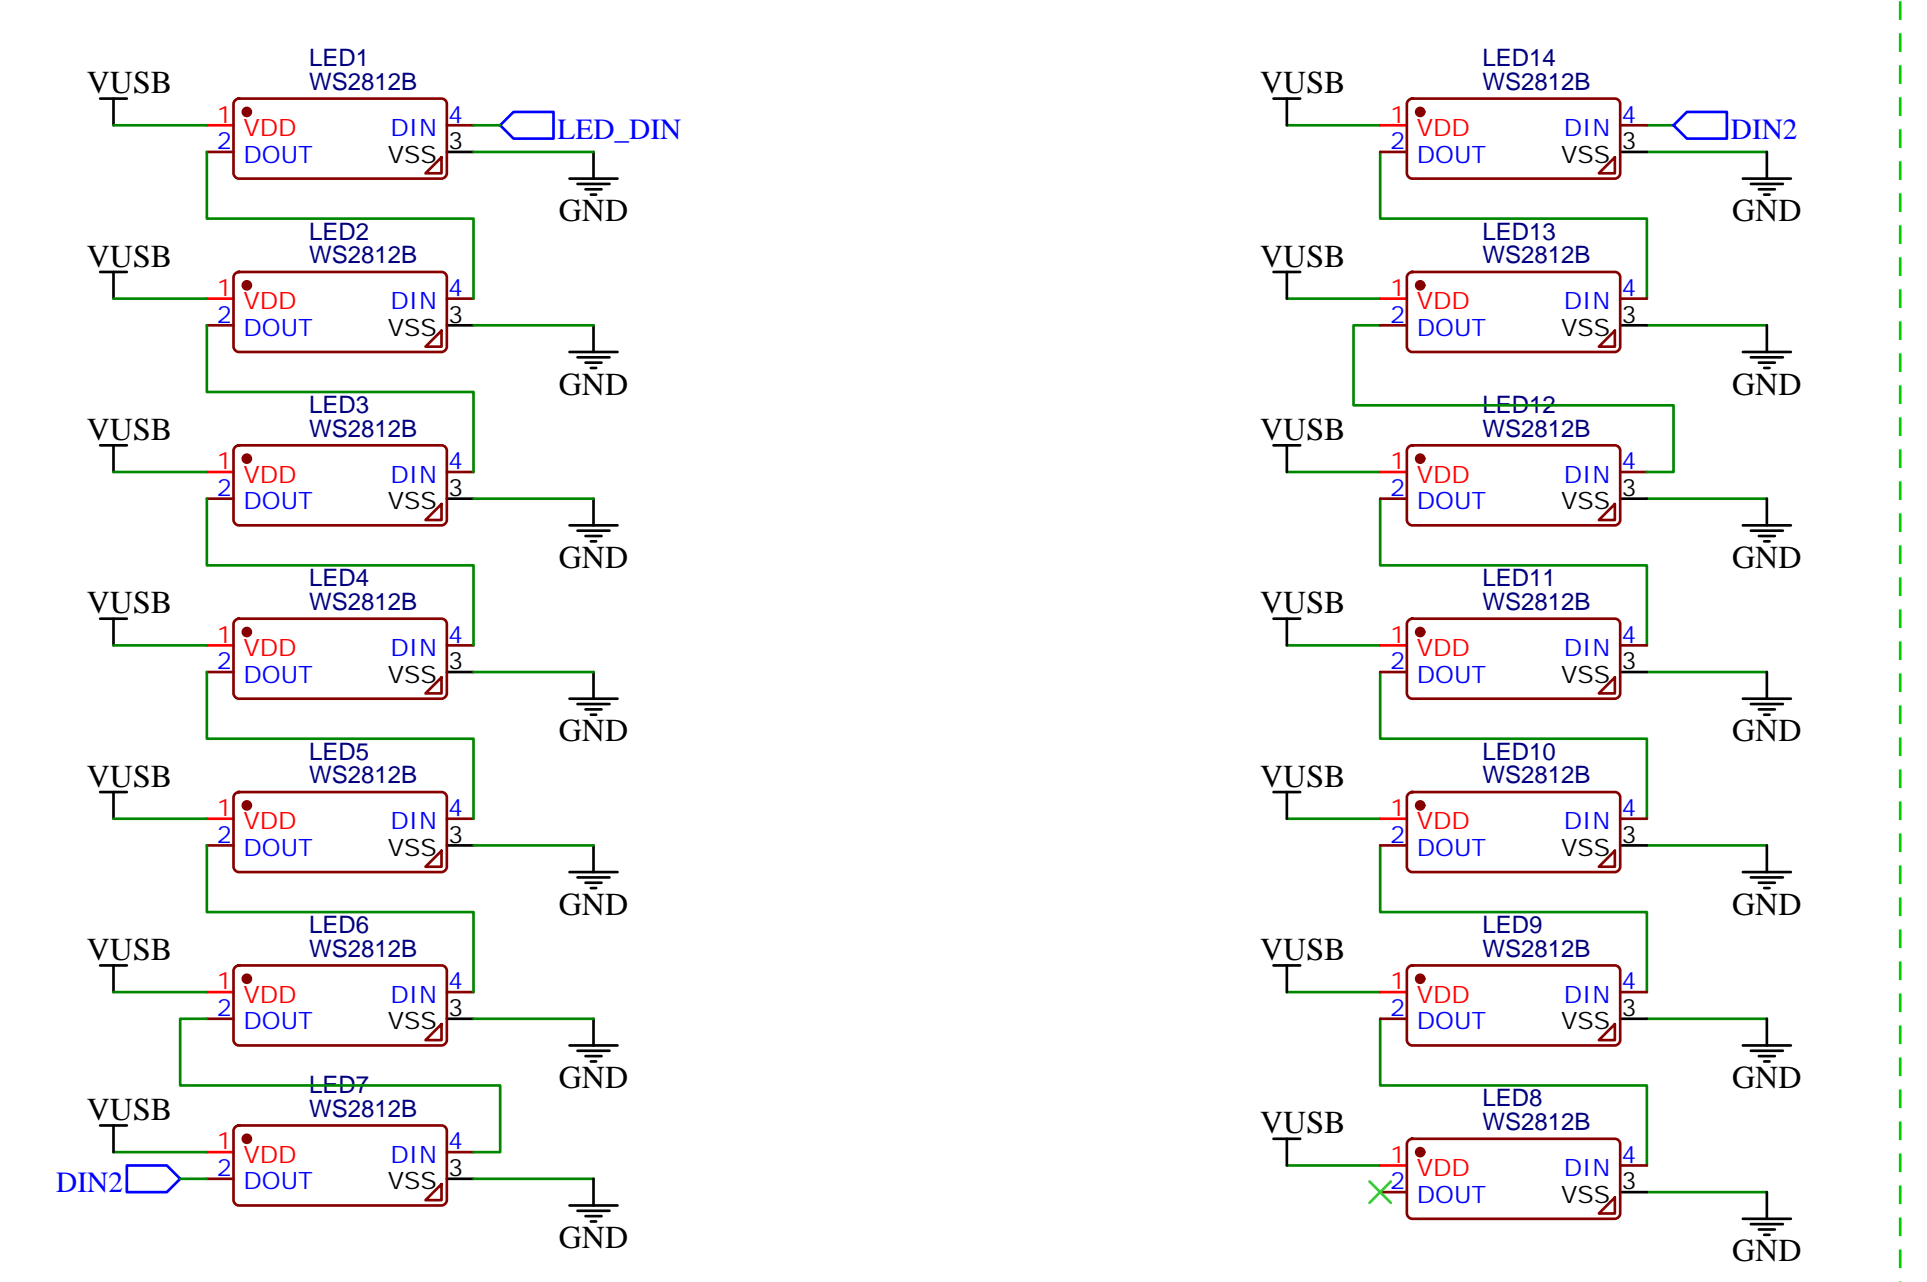 LED1
WS2812B
VUSB
1
VDD
DIN
4
LED_DIN
2
DOUT
VSS
3
GND
LED2
WS2812B
VUSB
1
VDD
DIN
4
2
DOUT
VSS
3
GND
LED3
WS2812B
VUSB
1
VDD
DIN
4
2
DOUT
VSS
3
GND
LED4
WS2812B
VUSB
1
VDD
DIN
4
2
DOUT
VSS
3
GND
LED5
WS2812B
VUSB
1
VDD
DIN
4
2
DOUT
VSS
3
GND
LED6
WS2812B
VUSB
1
VDD
DIN
4
2
DOUT
VSS
3
GND
LED7
WS2812B
VUSB
1
VDD
DIN
4
DIN2
2
DOUT
VSS
3
GND
LED14
WS2812B
VUSB
1
VDD
DIN
4
DIN2
2
DOUT
VSS
3
GND
LED13
WS2812B
VUSB
1
VDD
DIN
4
2
DOUT
VSS
3
GND
LED12
WS2812B
VUSB
1
VDD
DIN
4
2
DOUT
VSS
3
GND
LED11
WS2812B
VUSB
1
VDD
DIN
4
2
DOUT
VSS
3
GND
LED10
WS2812B
VUSB
1
VDD
DIN
4
2
DOUT
VSS
3
GND
LED9
WS2812B
VUSB
1
VDD
DIN
4
2
DOUT
VSS
3
GND
LED8
WS2812B
VUSB
1
VDD
DIN
4
2
DOUT
VSS
3
GND